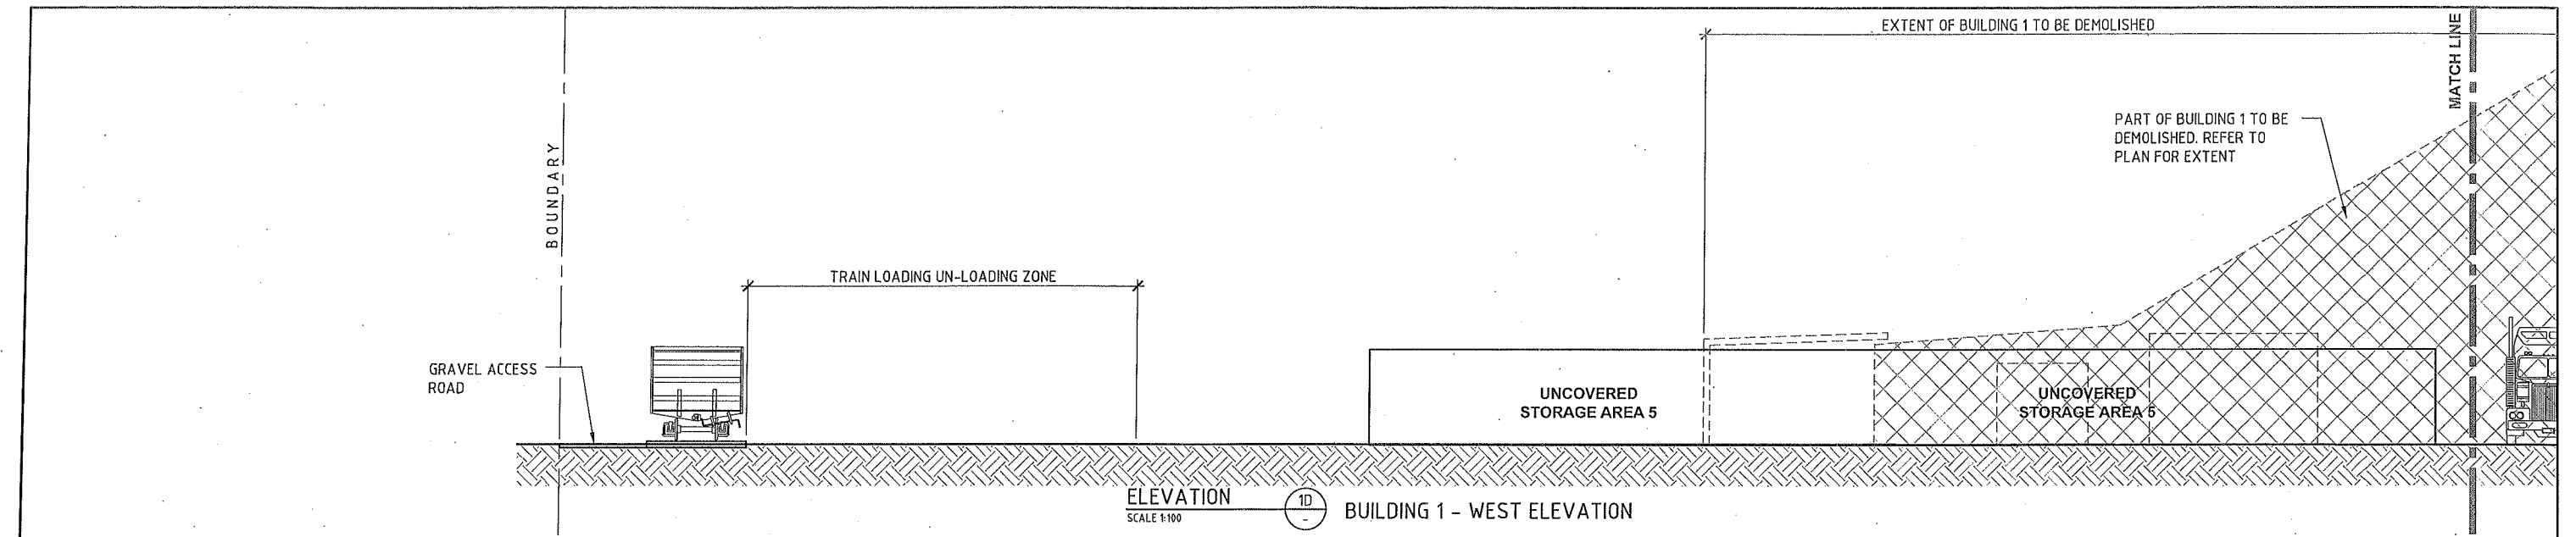 EXTENT OF BUILDING 1 TO BE DEMOLISHED
MATCH LINE
PART OF BUILDING 1 TO BE
DEMOLISHED. REFER TO
PLAN FOR EXTENT
BOUNDARY
TRAIN LOADING UN-LOADING ZONE
GRAVEL ACCESS
ROAD
UNCOVERED
STORAGE AREA 5
UNCOVERED
STORAGE AREA 5
ELEVATION
SCALE 1:100
1D
-
BUILDING 1 - WEST ELEVATION